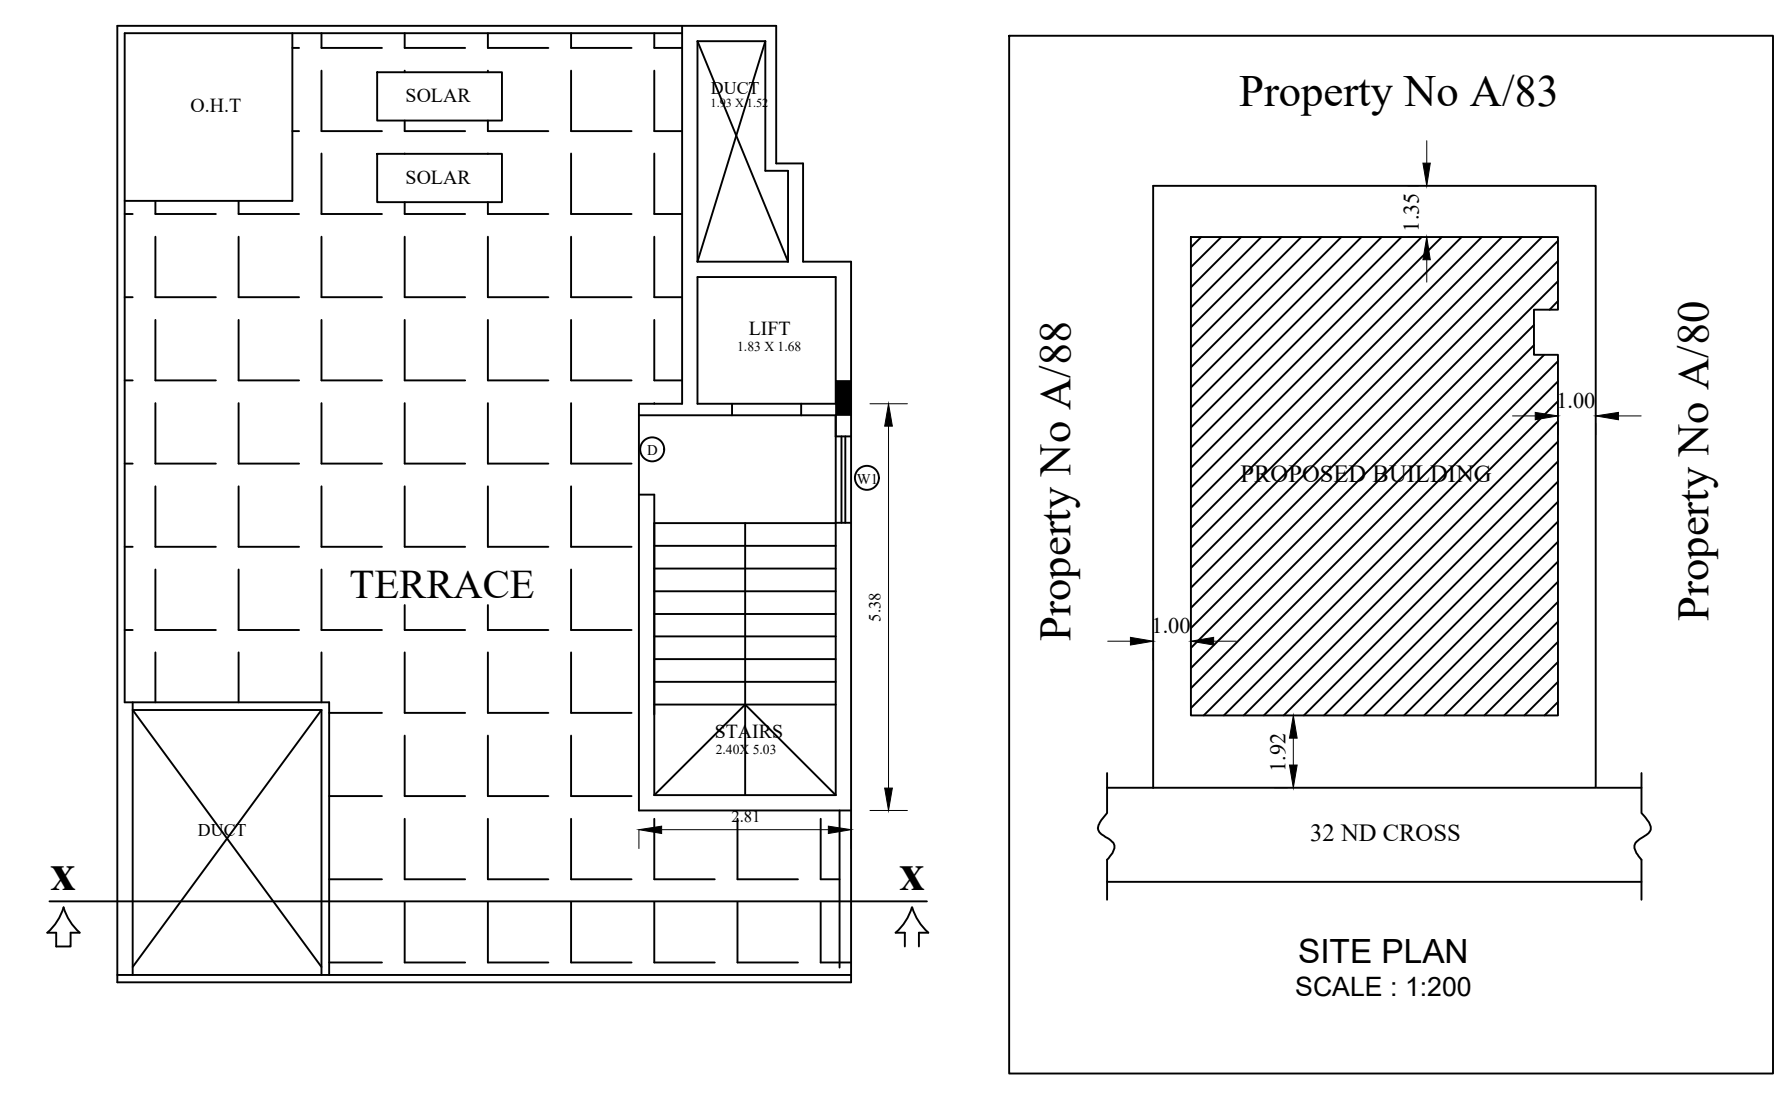 O.H.T
SOLAR
SOLAR
DUCT
1.93 X 1.52
LIFT
1.83 X 1.68
D
W1
5.38
TERRACE
STAIRS
2.40X 5.03
2.81
DUCT
X
X
Property No A/83
1.35
Property No A/88
Property No A/80
1.00
PROPOSED BUILDING
1.00
1.92
32 ND CROSS
SITE PLAN
SCALE : 1:200